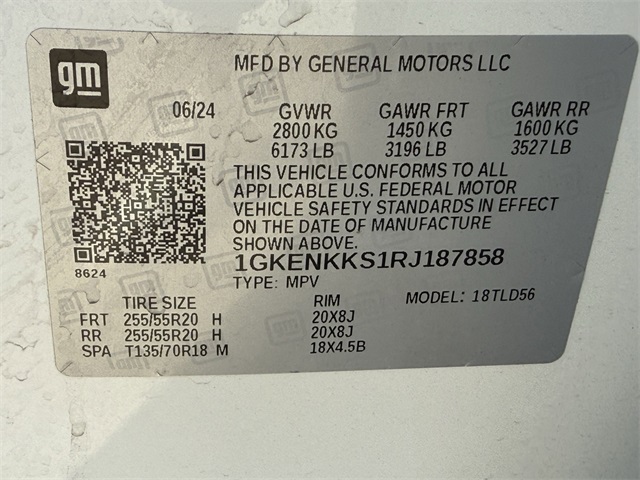 gm
MFD BY GENERAL MOTORS LLC
06/24 GVWR GAWR FRT GAWR RR
2800 KG 1450 KG 1600 KG
6173 LB 3196 LB 3527 LB
THIS VEHICLE CONFORMS TO ALL
APPLICABLE U.S. FEDERAL MOTOR
VEHICLE SAFETY STANDARDS IN EFFECT
ON THE DATE OF MANUFACTURE
SHOWN ABOVE.
8624
1GKENKKS1RJ187858
TYPE: MPV MODEL: 18TLD56
TIRE SIZE RIM
FRT 255/55R20 H 20X8J
RR 255/55R20 H 20X8J
SPA T135/70R18 M 18X4.5B